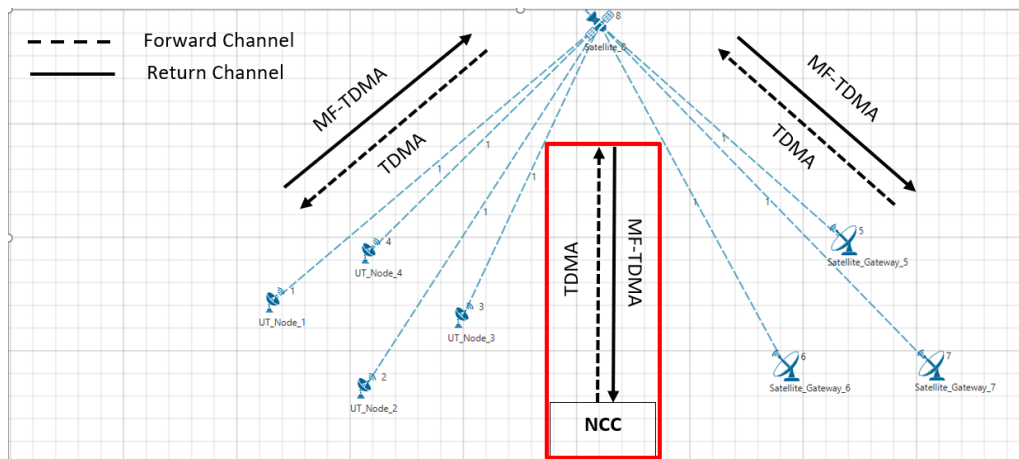 Forward Channel
Return Channel
8
Satellite_8
MF-TDMA
TDMA
MF-TDMA
TDMA
1
1
1
1
1
1
1
TDMA
MF-TDMA
5
Satellite_Gateway_5
4
UT_Node_4
1
UT_Node_1
3
UT_Node_3
6
Satellite_Gateway_6
7
Satellite_Gateway_7
2
UT_Node_2
NCC